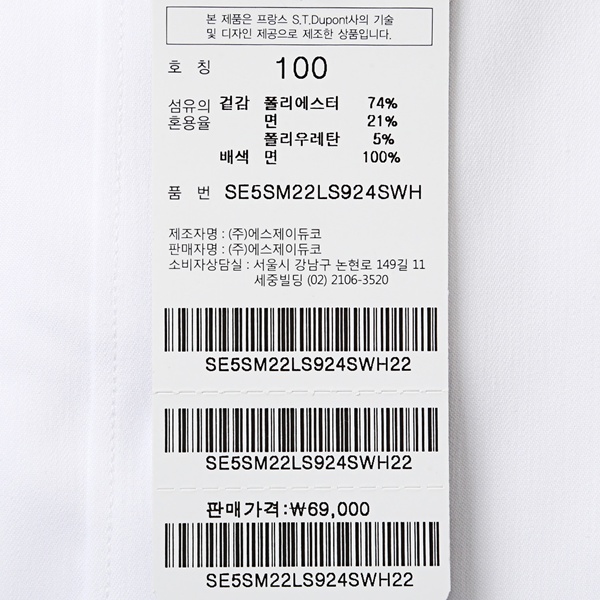 본 제품은 프랑스 S.T.Dupont사의 기술
및 디자인 제공으로 제조한 상품입니다.
호 칭 100
섬유의 혼용율 겉감 폴리에스터 74%
면 21%
폴리우레탄 5%
배색 면 100%
품 번 SE5SM22LS924SWH
제조자명 : (주)에스제이듀코
판매자명 : (주)에스제이듀코
소비자상담실 : 서울시 강남구 논현로 149길 11
세중빌딩 (02) 2106-3520
SE5SM22LS924SWH22
SE5SM22LS924SWH22
판매가격:₩69,000
SE5SM22LS924SWH22